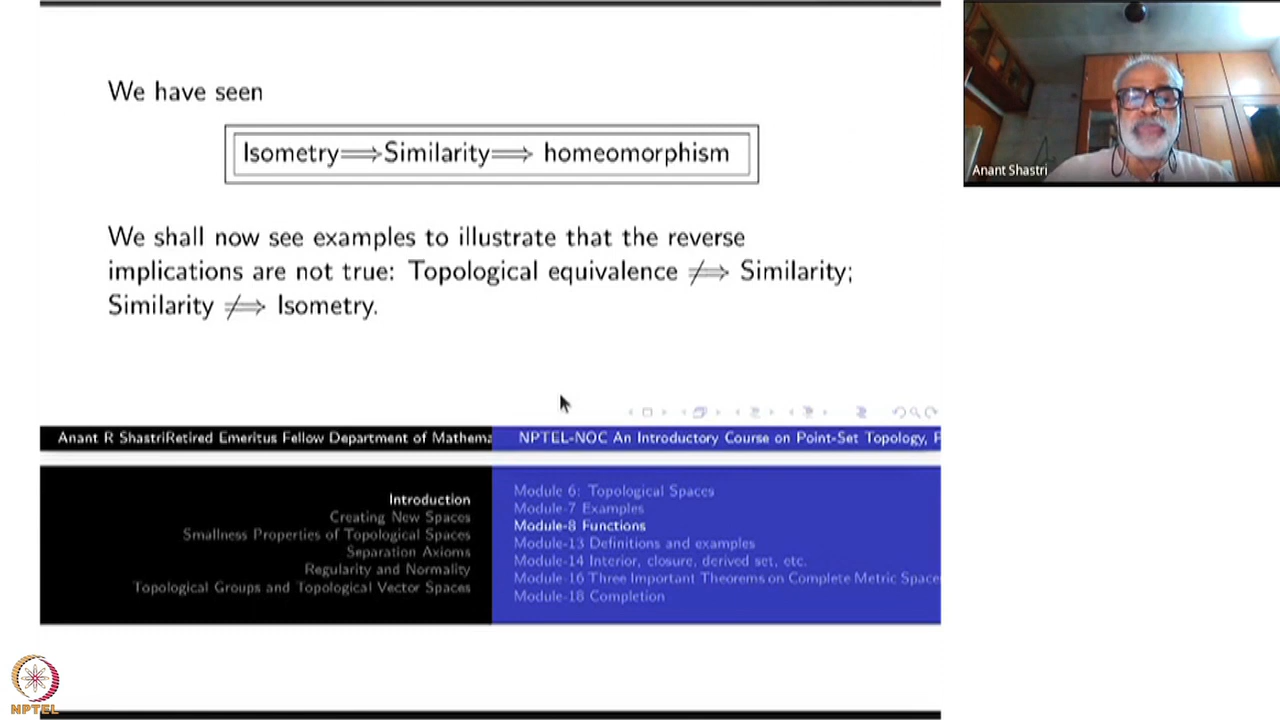 We have seen
Isometry⟹Similarity⟹ homeomorphism
We shall now see examples to illustrate that the reverse
implications are not true: Topological equivalence ⇏ Similarity;
Similarity ⇏ Isometry.
Anant Shastri
Anant R ShastriRetired Emeritus Fellow Department of Mathema
NPTEL-NOC An Introductory Course on Point-Set Topology, P
Introduction
Creating New Spaces
Smallness Properties of Topological Spaces
Separation Axioms
Regularity and Normality
Topological Groups and Topological Vector Spaces
Module 6: Topological Spaces
Module-7 Examples
Module-8 Functions
Module-13 Definitions and examples
Module-14 Interior, closure, derived set, etc.
Module-16 Three Important Theorems on Complete Metric Space
Module-18 Completion
NPTEL